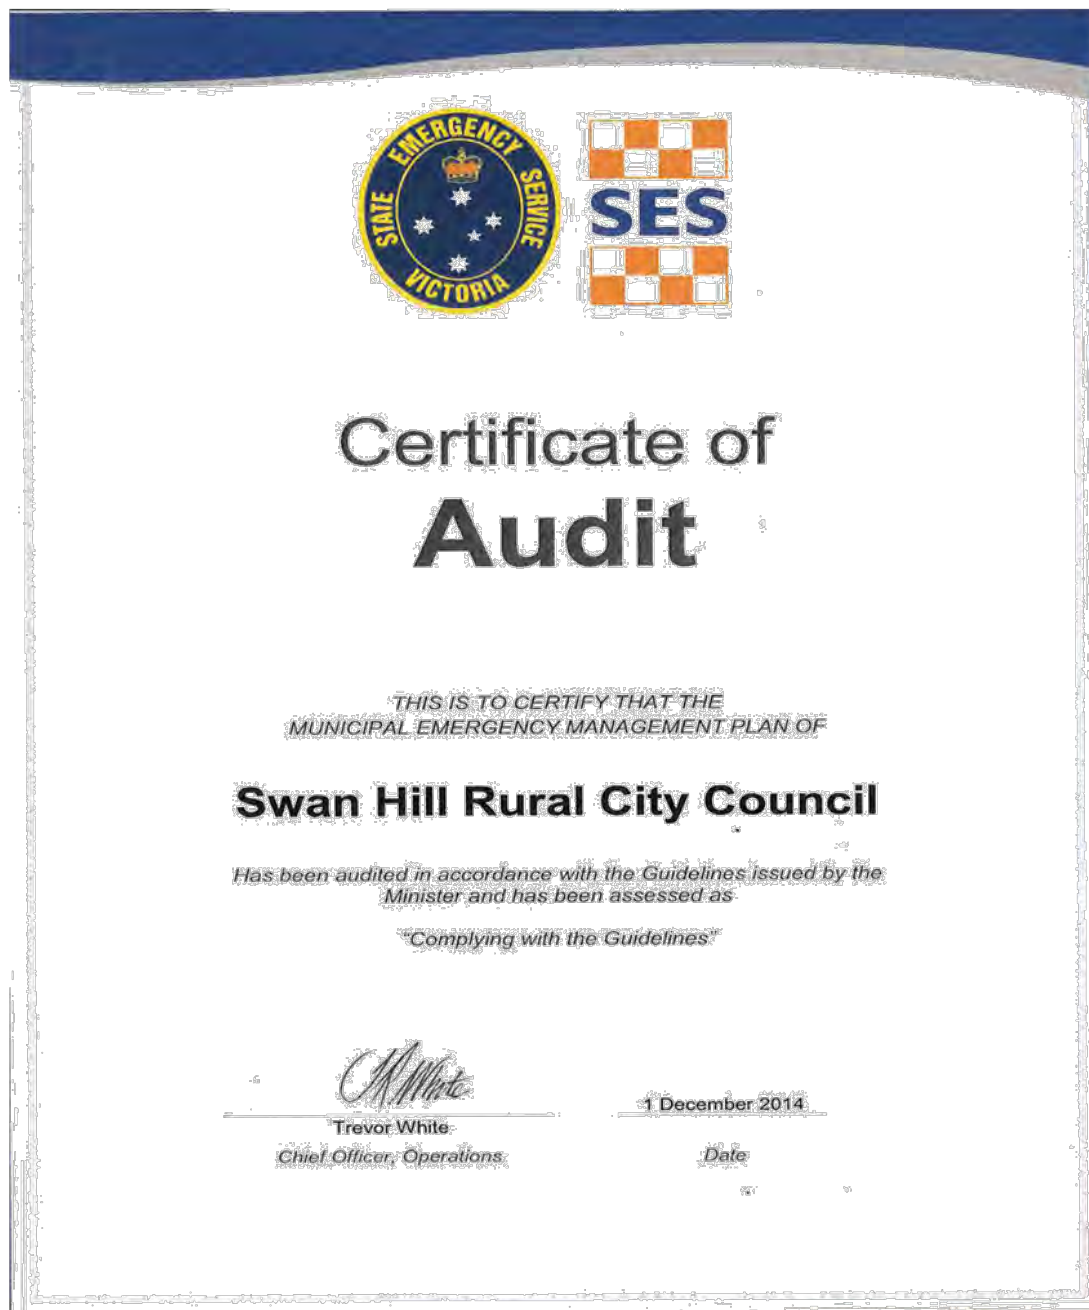 STATE EMERGENCY SERVICE
VICTORIA
SES
Certificate of
Audit
THIS IS TO CERTIFY THAT THE
MUNICIPAL EMERGENCY MANAGEMENT PLAN OF
Swan Hill Rural City Council
Has been audited in accordance with the Guidelines issued by the
Minister and has been assessed as
"Complying with the Guidelines"
White
1 December 2014
Trevor White
Chief Officer, Operations
Date